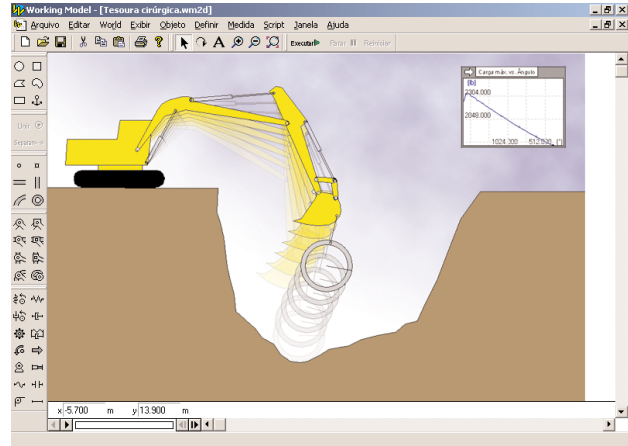 Working Model - [Tesoura cirúrgica.wm2d]
Arquivo Editar World Exibir Objeto Definir Medida Script Janela Ajuda
A Executar Parar Reiniciar
Carga máx. vs. Ângulo
(lb)
2304.000
2048.000
1024.300 512.000 (°)
Unir
Separar
x -5.700 m y 13.900 m